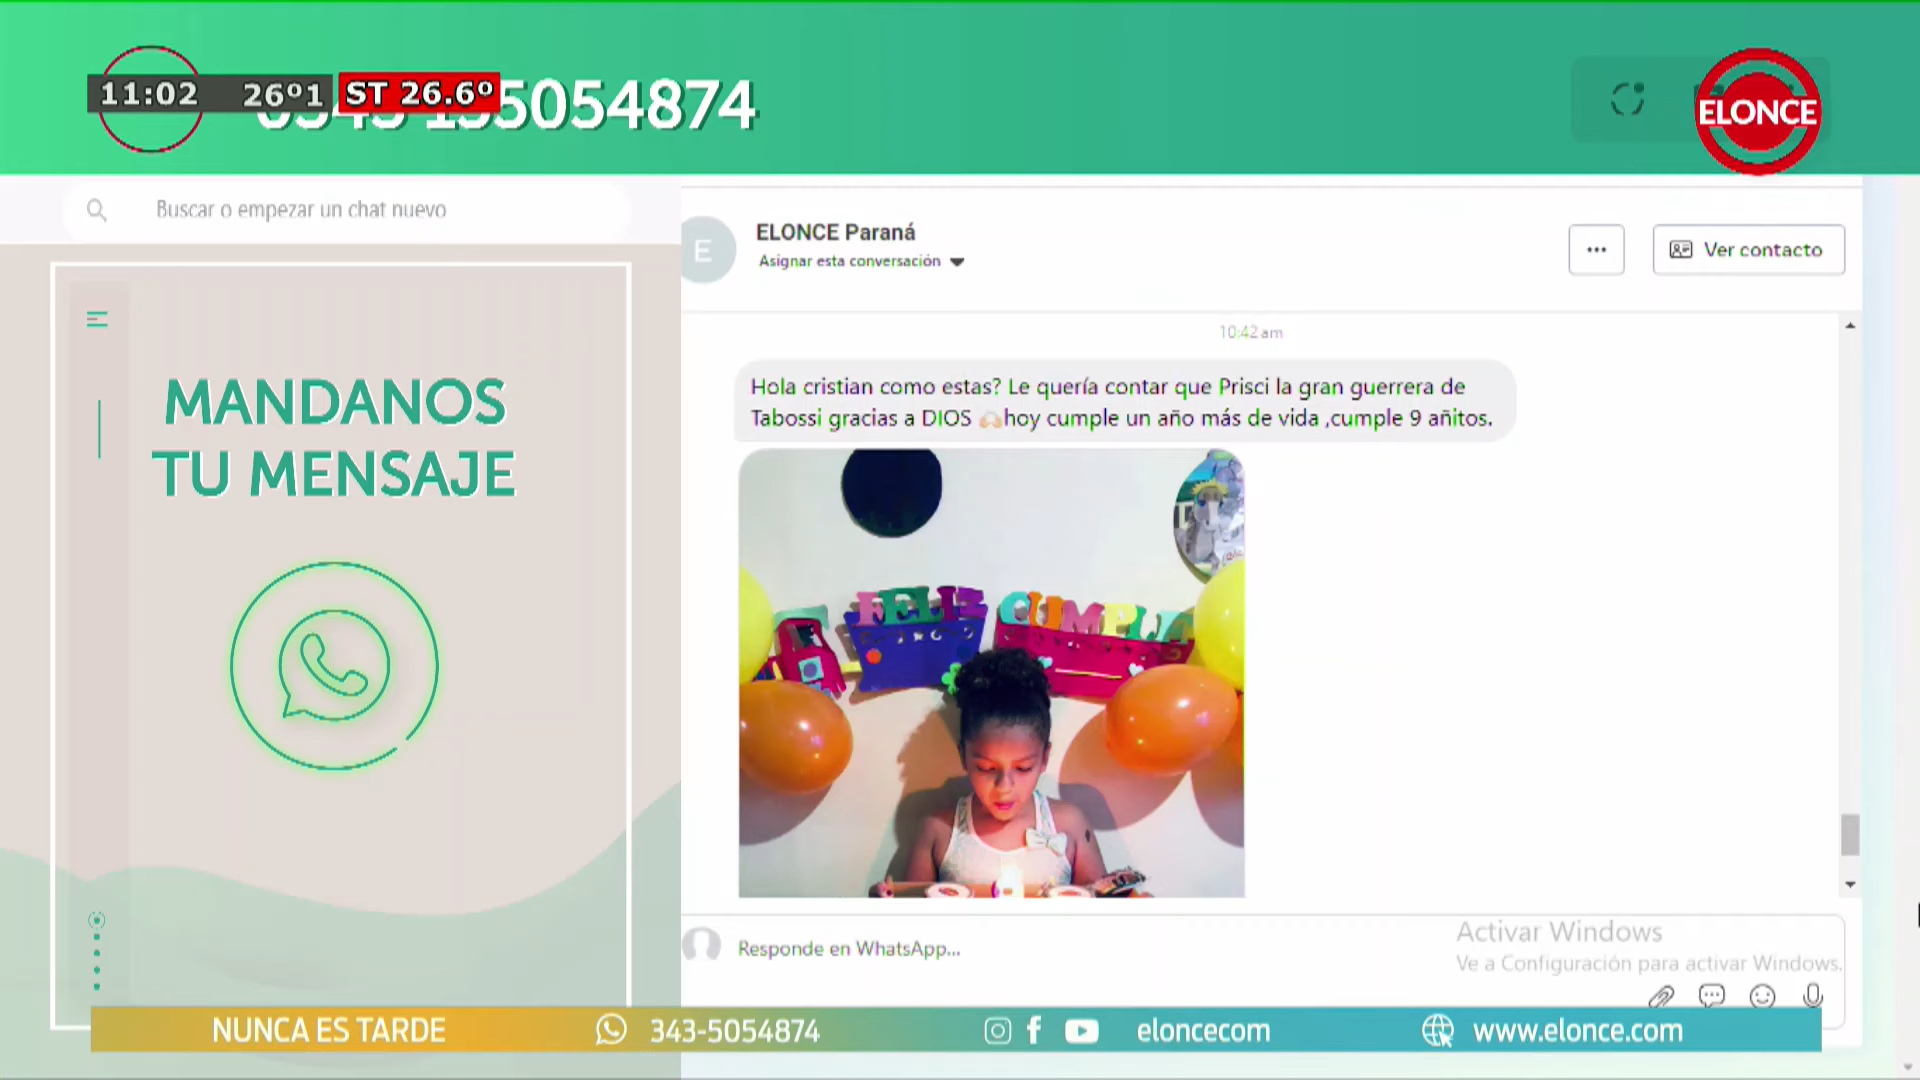 11:02
26º1
ST 26.6º
5054874
ELONCE
Buscar o empezar un chat nuevo
MANDANOS
TU MENSAJE
E
ELONCE Paraná
Asignar esta conversación
Ver contacto
10:42 am
Hola cristian como estas? Le quería contar que Prisci la gran guerrera de
Tabossi gracias a DIOS 🙌🏻hoy cumple un año más de vida ,cumple 9 añitos.
FELIZ CUMPLE
Responde en WhatsApp...
Activar Windows
Ve a Configuración para activar Windows.
NUNCA ES TARDE
343-5054874
eloncecom
www.elonce.com